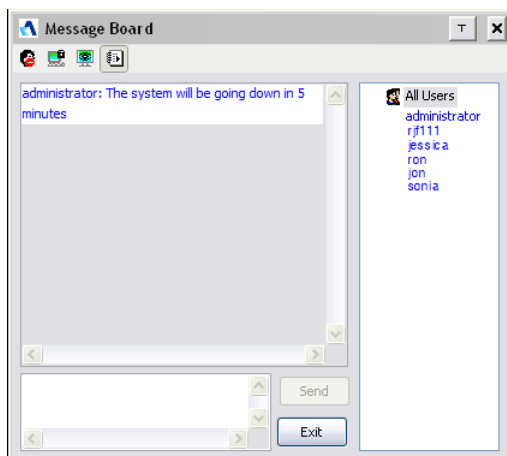 Message Board
administrator: The system will be going down in 5
minutes
All Users
administrator
rjf111
jessica
ron
jon
sonia
Send
Exit